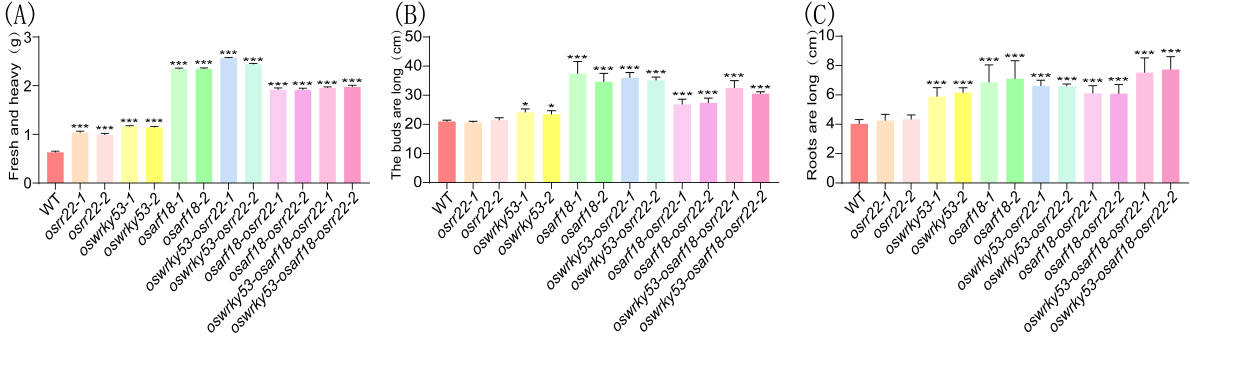 (A)
Fresh and heavy (g)
3
2
1
0
*** *** *** *** *** *** *** *** *** *** *** ***
WT
osrr22-1
osrr22-2
oswrky53-1
oswrky53-2
osarf18-1
osarf18-2
oswrky53-osrr22-1
oswrky53-osrr22-2
osarf18-osrr22-1
osarf18-osrr22-2
oswrky53-osarf18-osrr22-1
oswrky53-osarf18-osrr22-2
(B)
The buds are long (cm)
50
40
30
20
10
0
* * *** *** *** *** *** *** *** ***
WT
osrr22-1
osrr22-2
oswrky53-1
oswrky53-2
osarf18-1
osarf18-2
oswrky53-osrr22-1
oswrky53-osrr22-2
osarf18-osrr22-1
osarf18-osrr22-2
oswrky53-osarf18-osrr22-1
oswrky53-osarf18-osrr22-2
(C)
Roots are long (cm)
10
8
6
4
2
0
*** *** *** *** *** *** *** *** *** ***
WT
osrr22-1
osrr22-2
oswrky53-1
oswrky53-2
osarf18-1
osarf18-2
oswrky53-osrr22-1
oswrky53-osrr22-2
osarf18-osrr22-1
osarf18-osrr22-2
oswrky53-osarf18-osrr22-1
oswrky53-osarf18-osrr22-2